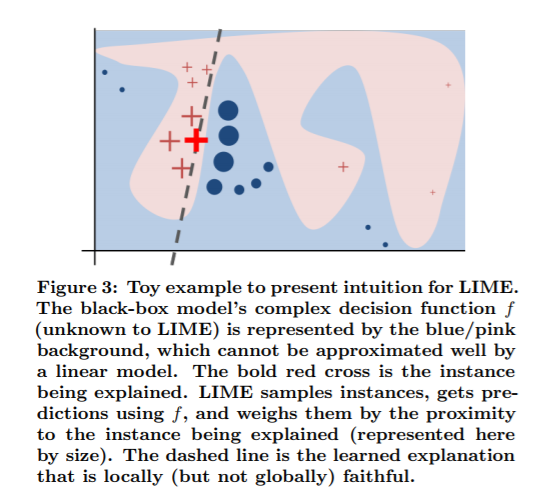 Figure 3: Toy example to present intuition for LIME.
The black-box model's complex decision function f
(unknown to LIME) is represented by the blue/pink
background, which cannot be approximated well by
a linear model. The bold red cross is the instance
being explained. LIME samples instances, gets pre-
dictions using f, and weighs them by the proximity
to the instance being explained (represented here
by size). The dashed line is the learned explanation
that is locally (but not globally) faithful.